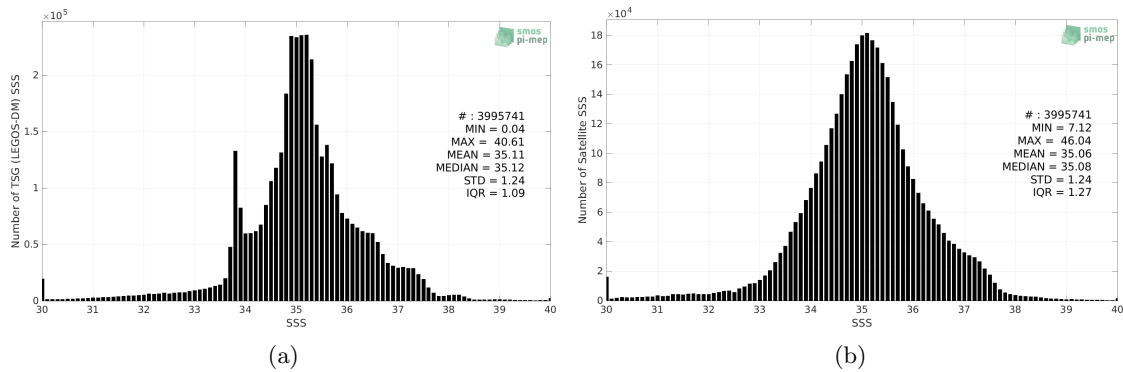 ×10⁵
smos
pi-mep
Number of TSG (LEGOS-DM) SSS
2
1.5
1
0.5
0
# : 3995741
MIN = 0.04
MAX = 40.61
MEAN = 35.11
MEDIAN = 35.12
STD = 1.24
IQR = 1.09
30 31 32 33 34 35 36 37 38 39 40
SSS
(a)
×10⁴
smos
pi-mep
Number of Satellite SSS
18
16
14
12
10
8
6
4
2
0
# : 3995741
MIN = 7.12
MAX = 46.04
MEAN = 35.06
MEDIAN = 35.08
STD = 1.24
IQR = 1.27
30 31 32 33 34 35 36 37 38 39 40
SSS
(b)